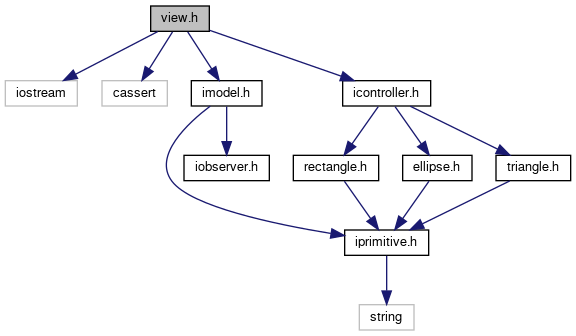 view.h
iostream
cassert
imodel.h
icontroller.h
iobserver.h
rectangle.h
ellipse.h
triangle.h
iprimitive.h
string